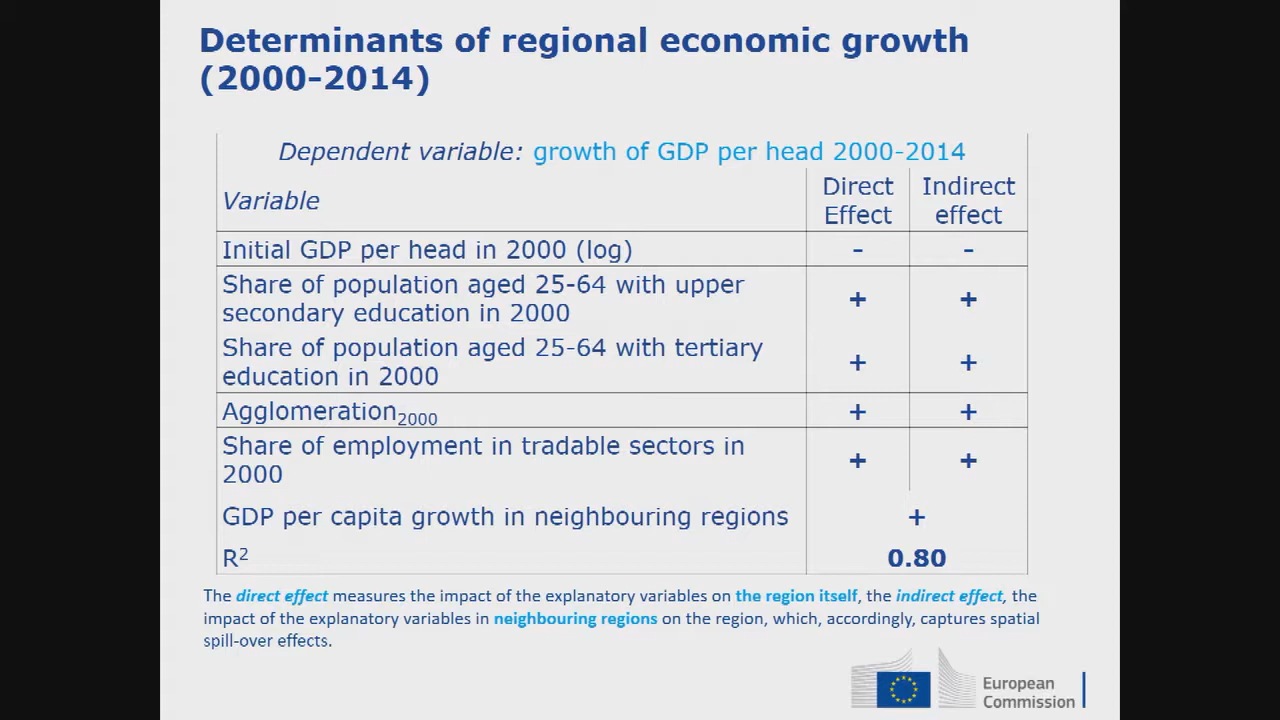 Determinants of regional economic growth
(2000-2014)
Dependent variable: growth of GDP per head 2000-2014
Variable
Direct Effect
Indirect effect
Initial GDP per head in 2000 (log) - -
Share of population aged 25-64 with upper
secondary education in 2000 + +
Share of population aged 25-64 with tertiary
education in 2000 + +
Agglomeration2000 + +
Share of employment in tradable sectors in
2000 + +
GDP per capita growth in neighbouring regions +
R² 0.80
The direct effect measures the impact of the explanatory variables on the region itself, the indirect effect, the
impact of the explanatory variables in neighbouring regions on the region, which, accordingly, captures spatial
spill-over effects.
European
Commission